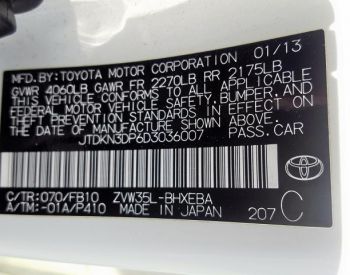 MFD.BY:TOYOTA MOTOR CORPORATION 01/13
GVWR 4060LB GAWR FR 2270LB RR 2175LB
THIS VEHICLE CONFORMS TO ALL APPLICABLE
FEDERAL MOTOR VEHICLE SAFETY, BUMPER, AND
THEFT PREVENTION STANDARDS IN EFFECT ON
THE DATE OF MANUFACTURE SHOWN ABOVE.
JTDKN3DP6D3036007 PASS. CAR
C/TR:070/FB10 ZVW35L-BHXEBA
A/TM:-01A/P410 MADE IN JAPAN 207 C
TOYOTA